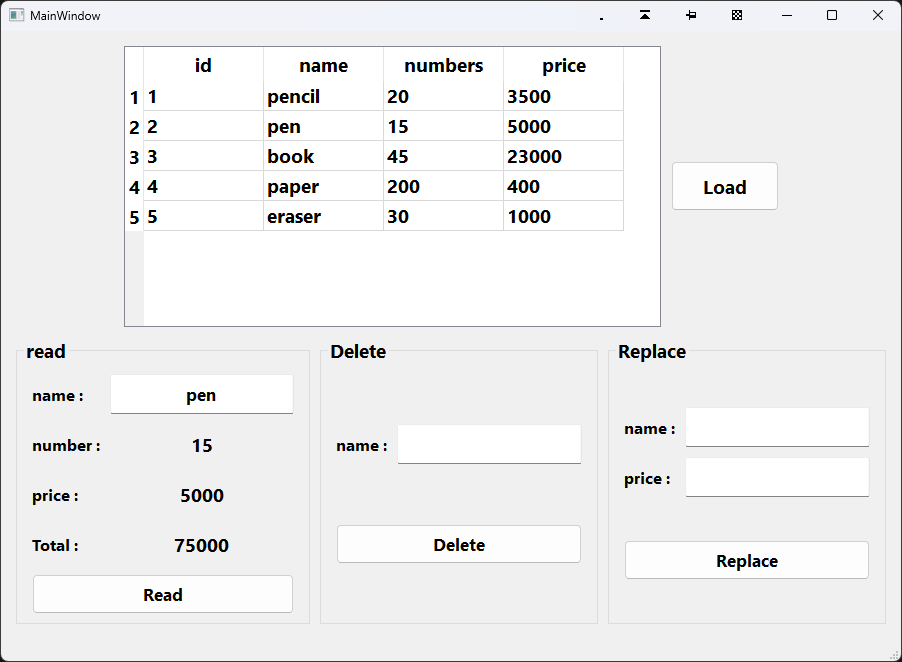 MainWindow
id name numbers price
1 1 pencil 20 3500
2 2 pen 15 5000
3 3 book 45 23000
4 4 paper 200 400
5 5 eraser 30 1000
Load
read
name : pen
number : 15
price : 5000
Total : 75000
Read
Delete
name :
Delete
Replace
name :
price :
Replace